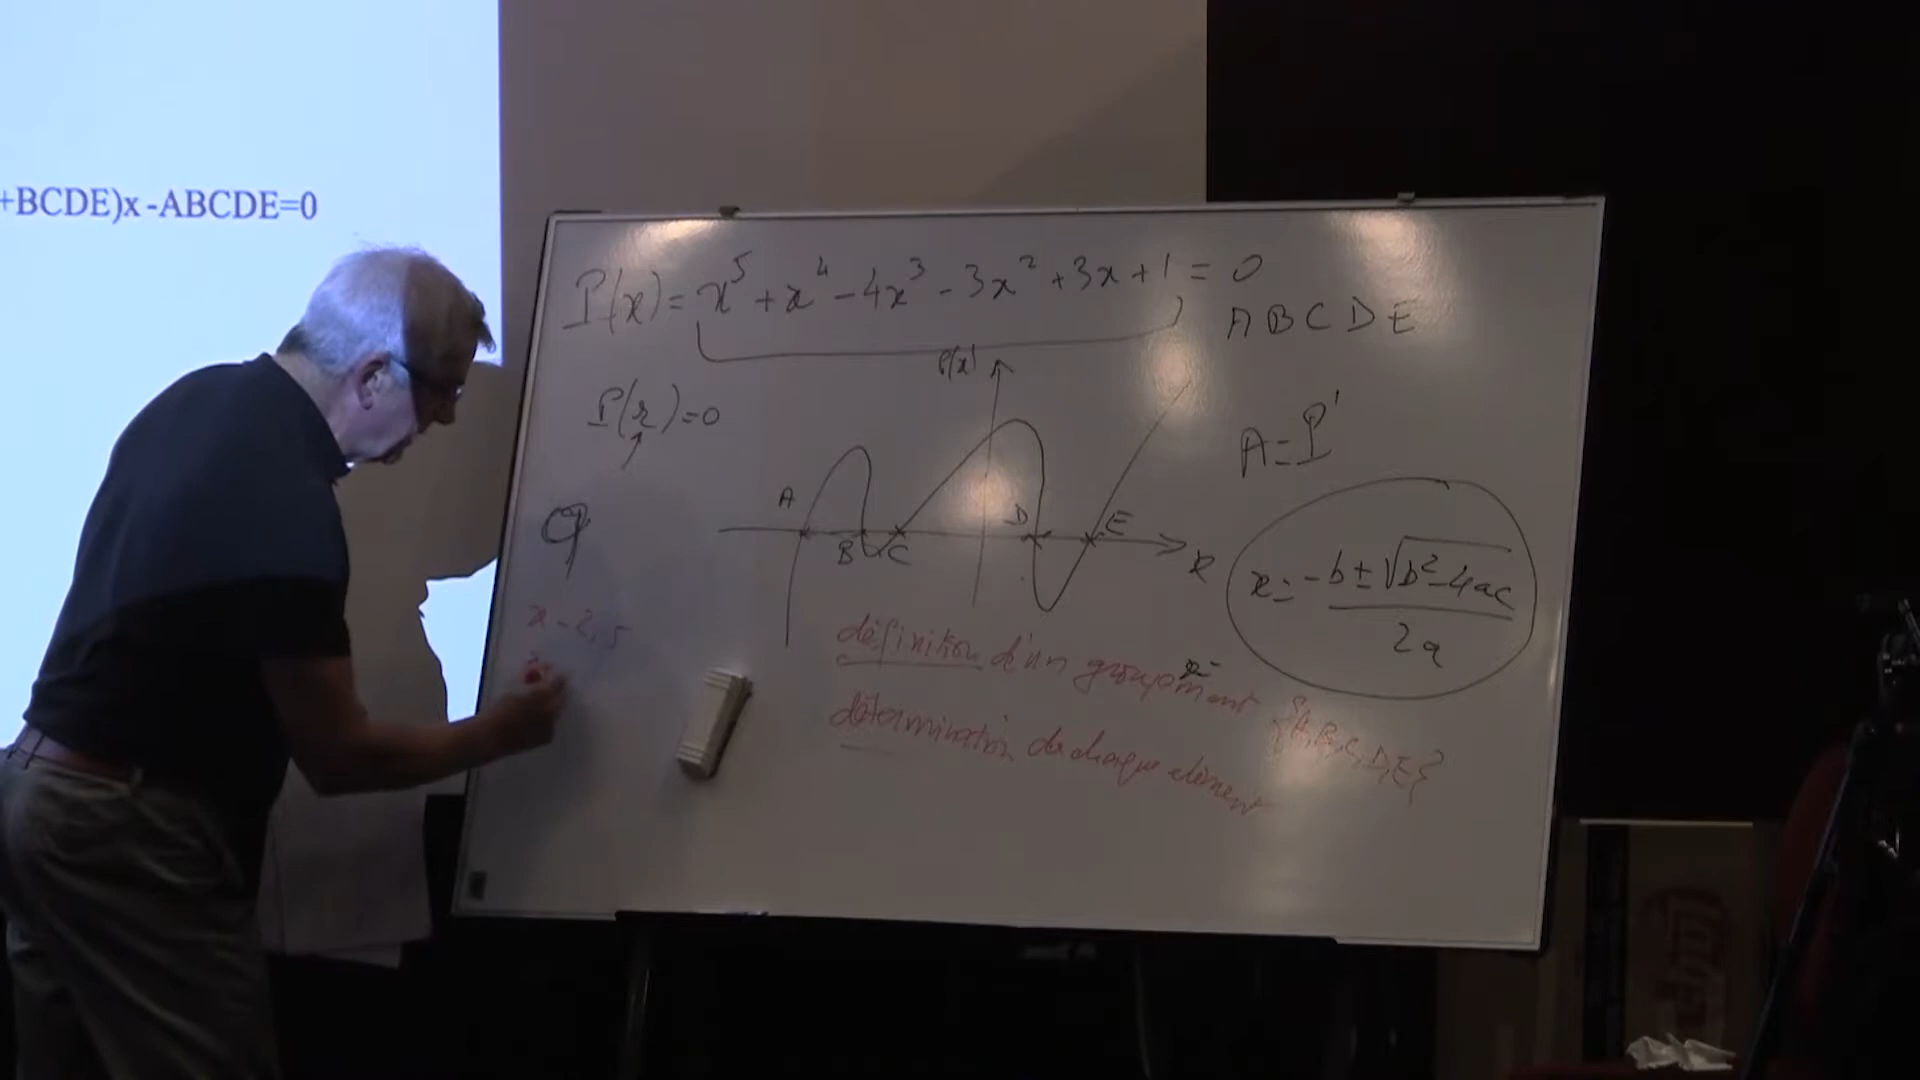 +BCDE)x -ABCDE=0
P(x) = x⁵ + x⁴ - 4x³ - 3x² + 3x + 1 = 0
A B C D E
P(x)
P(r) = 0
A = P'
A
B
C
D
E
x
Q
x = -b ± √b² - 4ac
2a
x - 2,5
définition d'un groupement {A, B, C, D, E}
x =
détermination de chaque élément